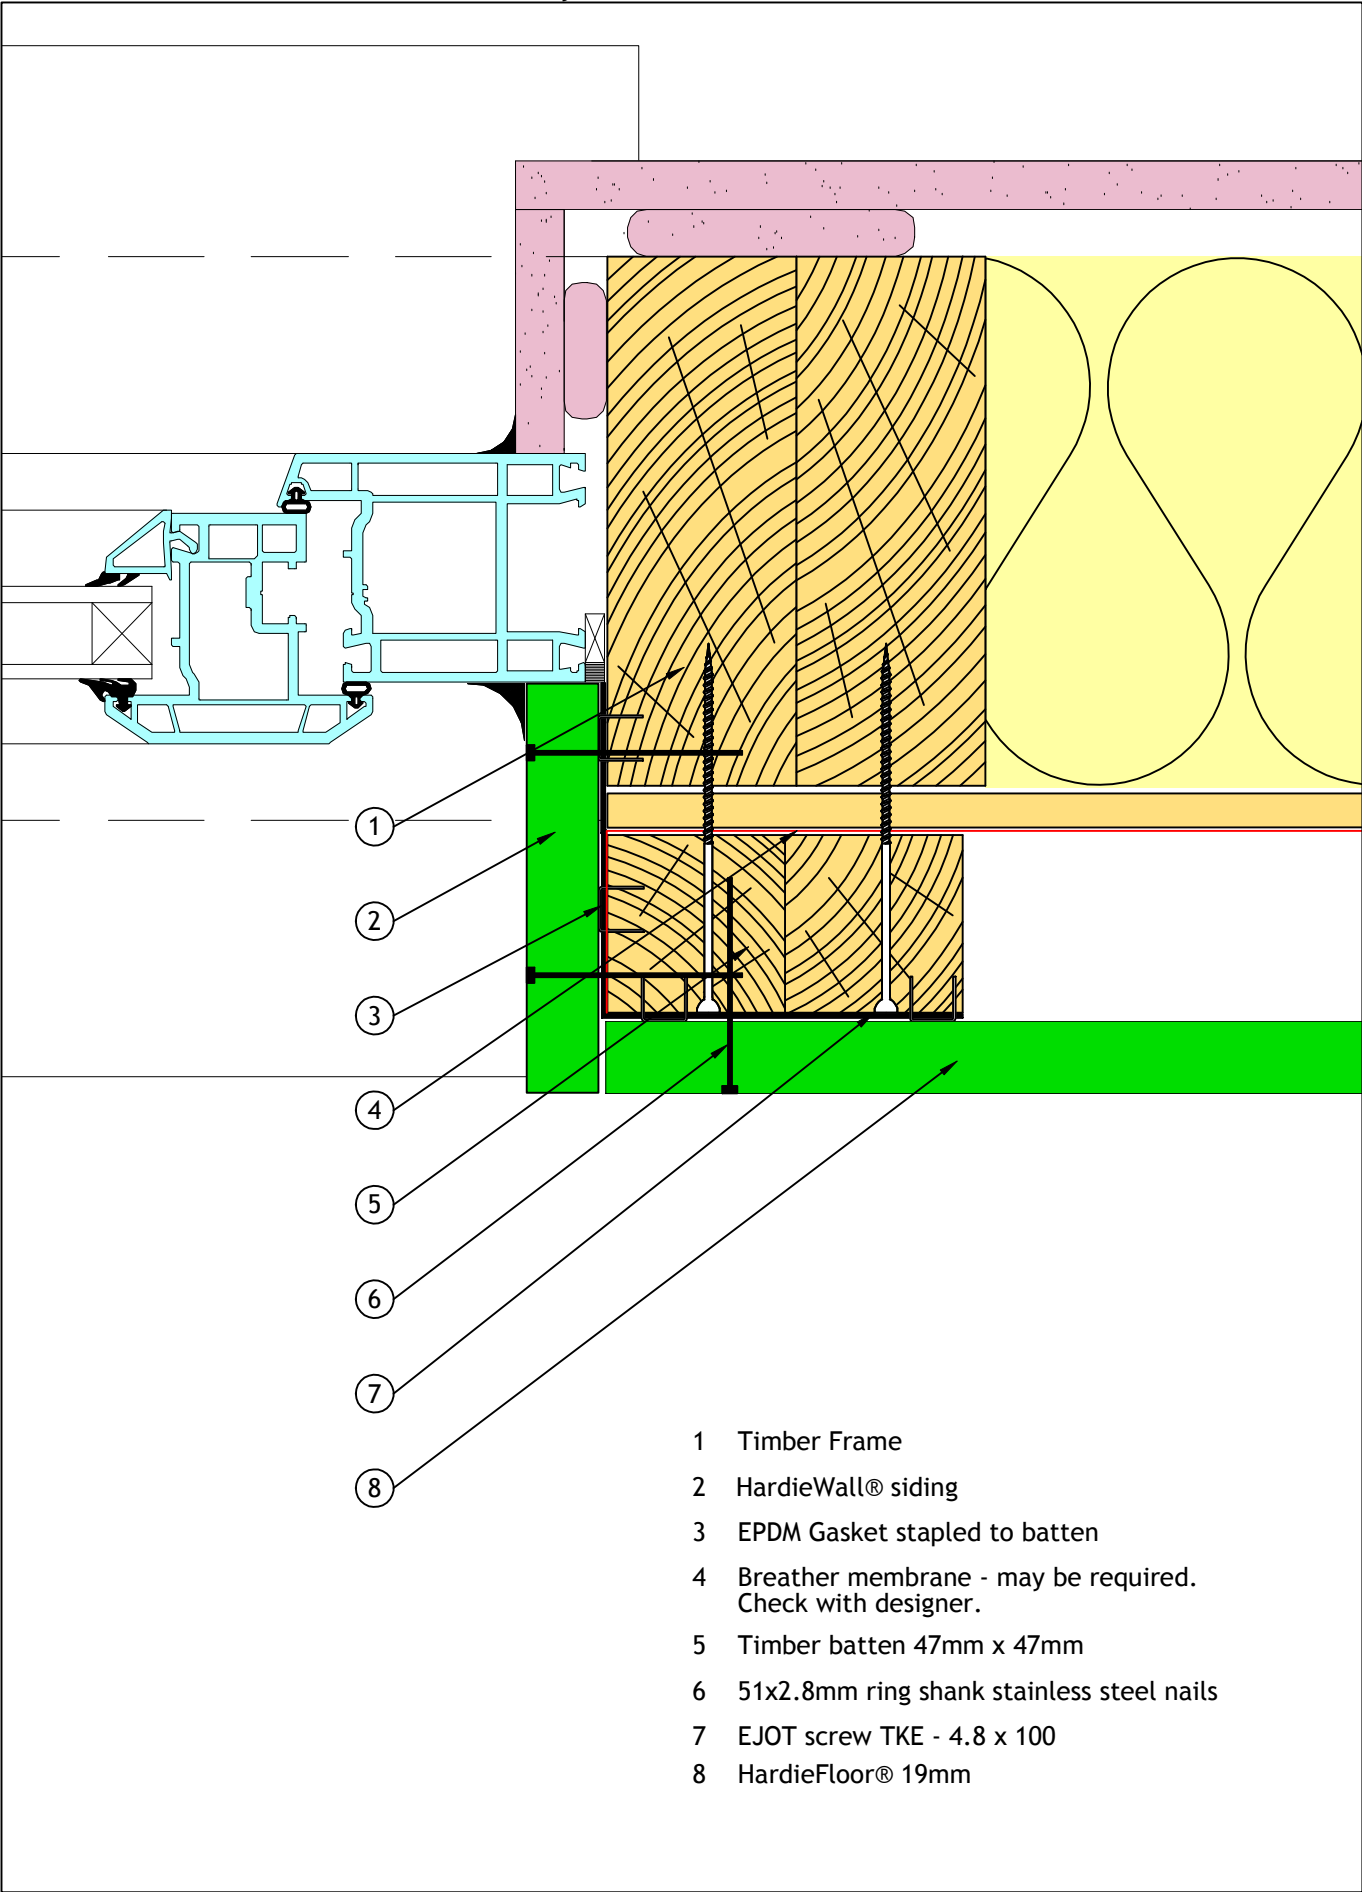 1
2
3
4
5
6
7
8
1 Timber Frame
2 HardieWall® siding
3 EPDM Gasket stapled to batten
4 Breather membrane - may be required.
Check with designer.
5 Timber batten 47mm x 47mm
6 51x2.8mm ring shank stainless steel nails
7 EJOT screw TKE - 4.8 x 100
8 HardieFloor® 19mm